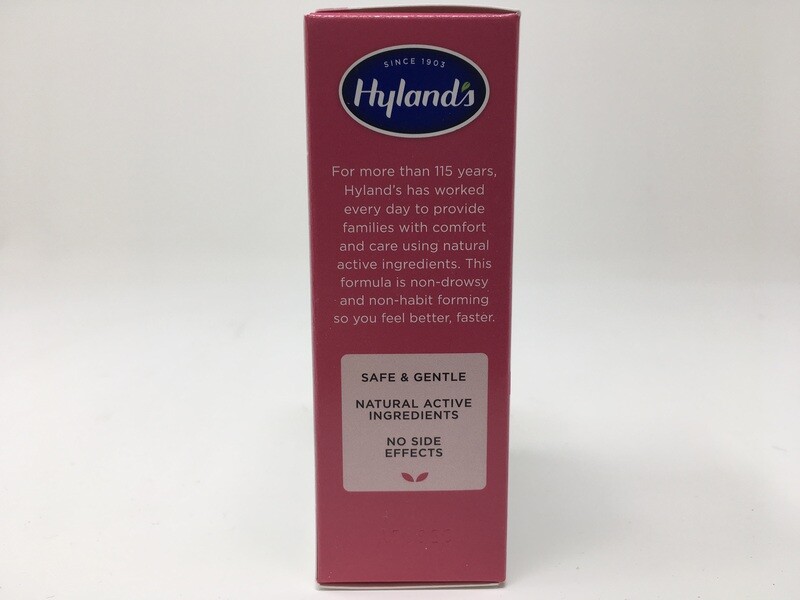 SINCE 1903
Hyland's
For more than 115 years,
Hyland's has worked
every day to provide
families with comfort
and care using natural
active ingredients. This
formula is non-drowsy
and non-habit forming
so you feel better, faster.
SAFE & GENTLE
NATURAL ACTIVE
INGREDIENTS
NO SIDE
EFFECTS